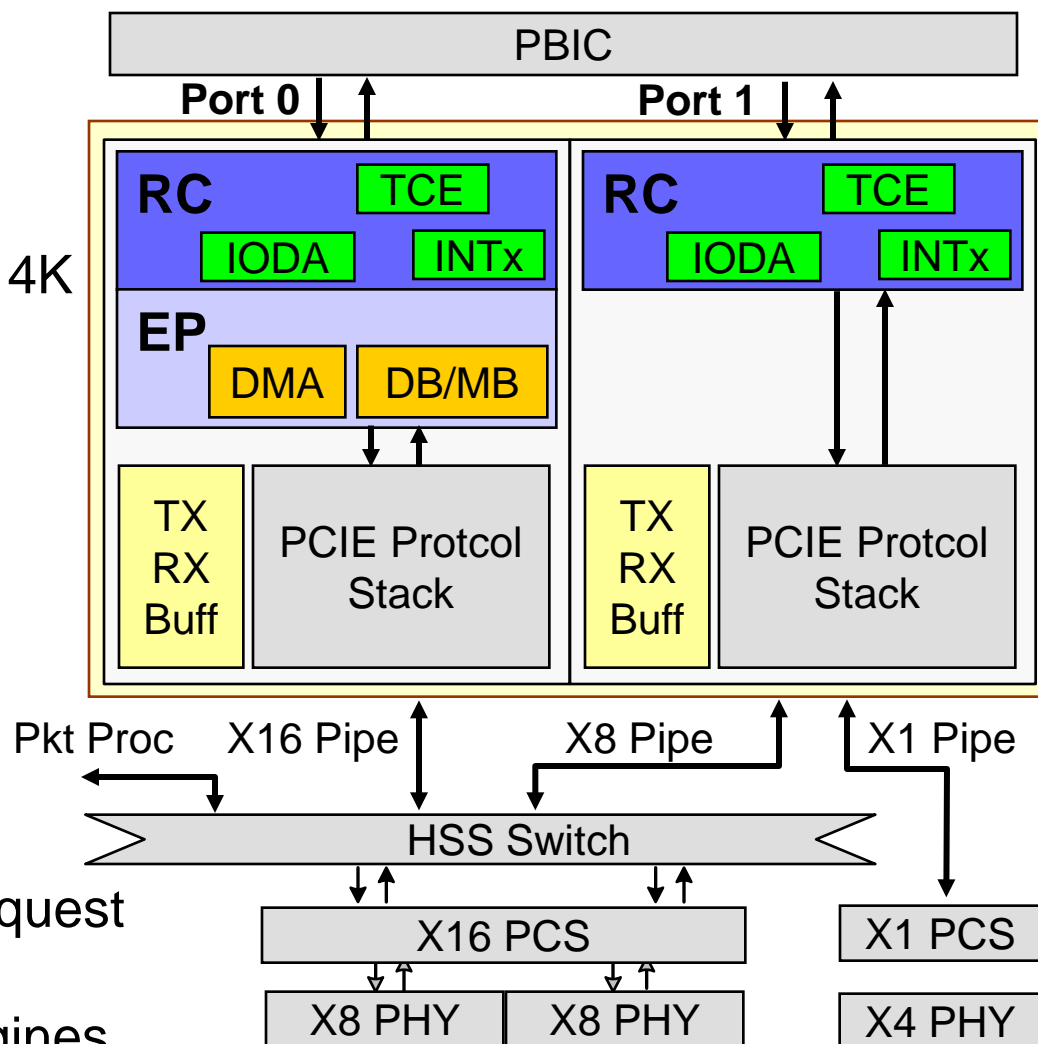 PBIC
Port 0
Port 1
RC
TCE
IODA
INTx
RC
TCE
IODA
INTx
4K
EP
DMA
DB/MB
TX
RX
Buff
PCIE Protcol
Stack
TX
RX
Buff
PCIE Protcol
Stack
Pkt Proc
X16 Pipe
X8 Pipe
X1 Pipe
HSS Switch
quest
X16 PCS
X1 PCS
X8 PHY
X8 PHY
X4 PHY
gines